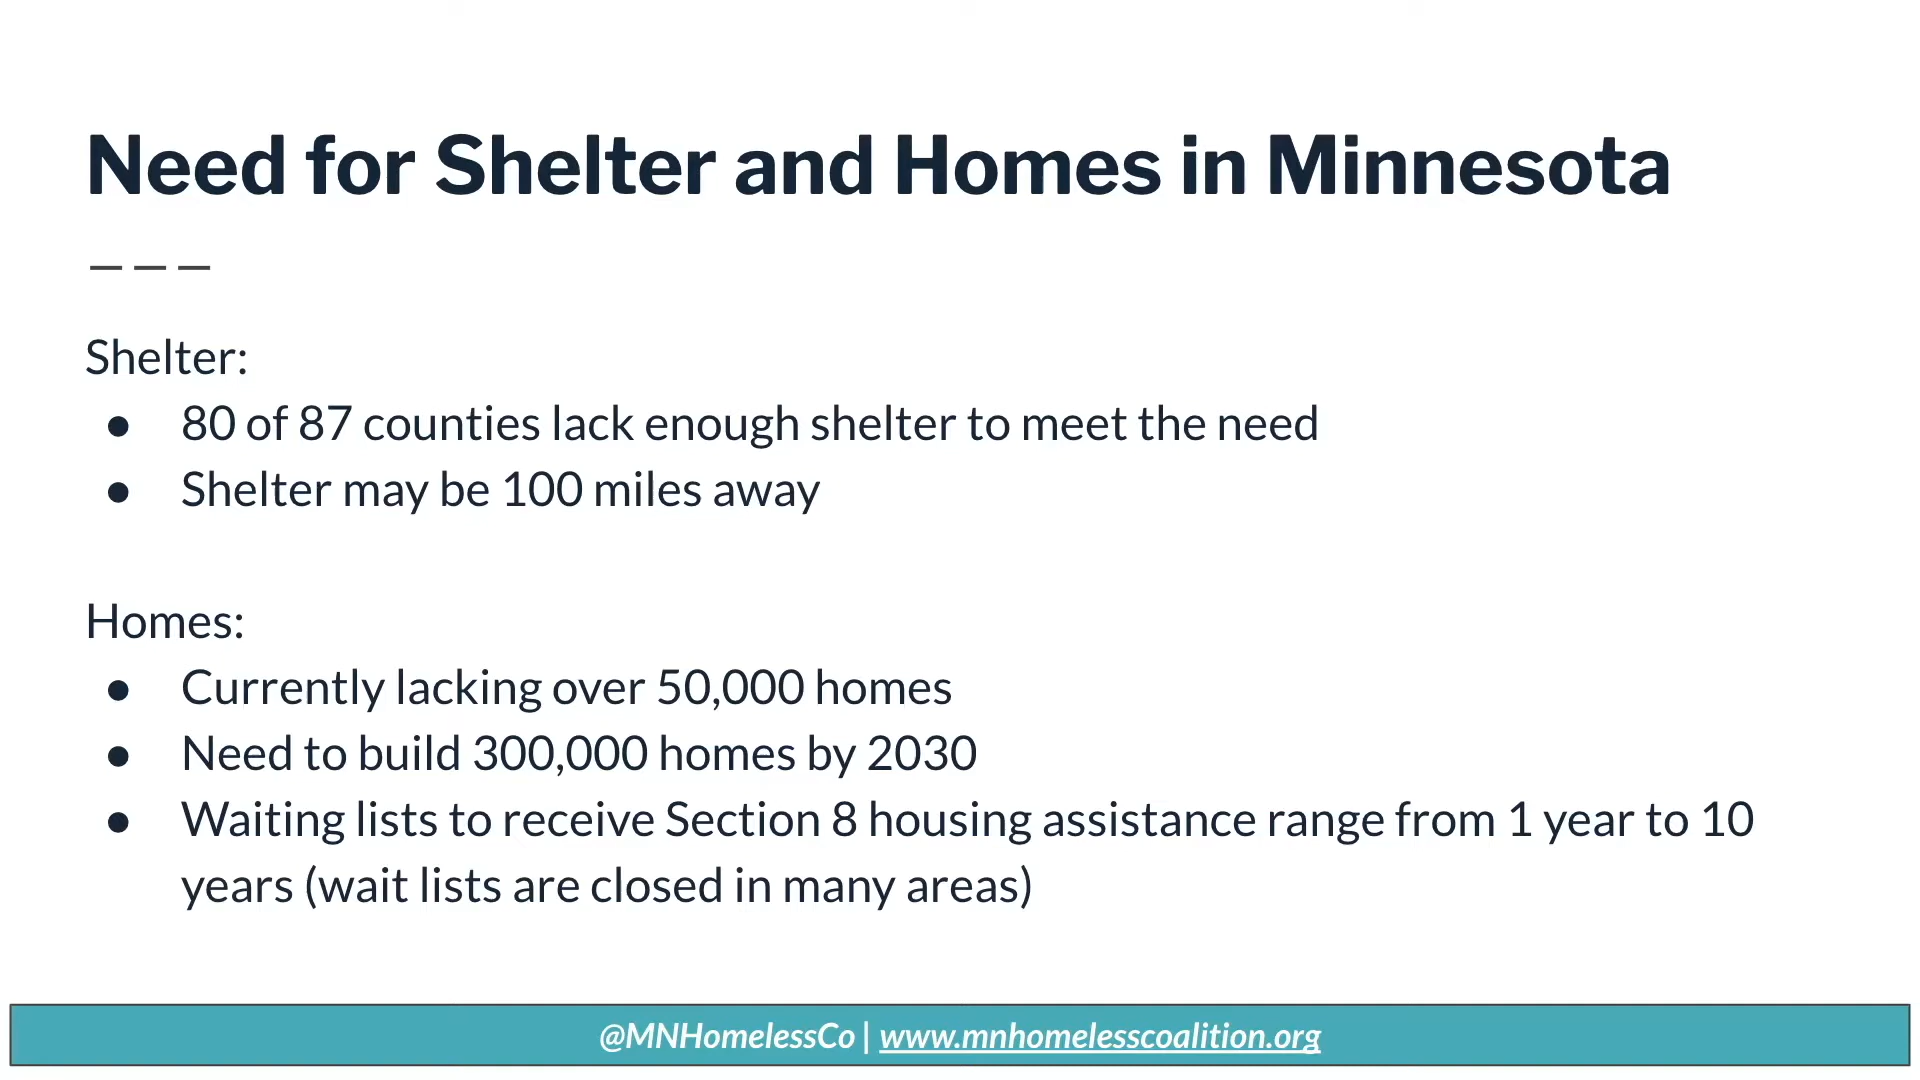 Need for Shelter and Homes in Minnesota
Shelter:
● 80 of 87 counties lack enough shelter to meet the need
● Shelter may be 100 miles away
Homes:
● Currently lacking over 50,000 homes
● Need to build 300,000 homes by 2030
● Waiting lists to receive Section 8 housing assistance range from 1 year to 10
years (wait lists are closed in many areas)
@MNHomelessCo | www.mnhomelesscoalition.org